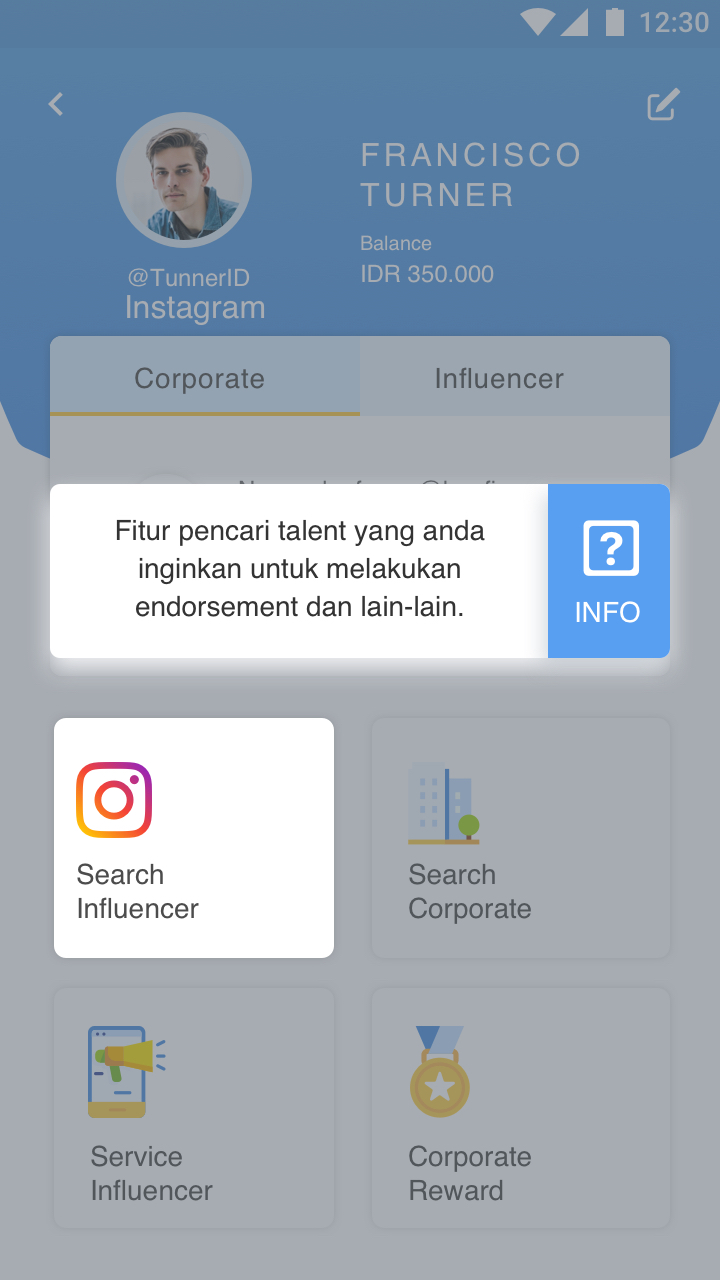 12:30
FRANCISCO
TURNER
Balance
IDR 350.000
@TunnerID
Instagram
Corporate
Influencer
Fitur pencari talent yang anda
inginkan untuk melakukan
endorsement dan lain-lain.
INFO
Search
Influencer
Search
Corporate
Service
Influencer
Corporate
Reward